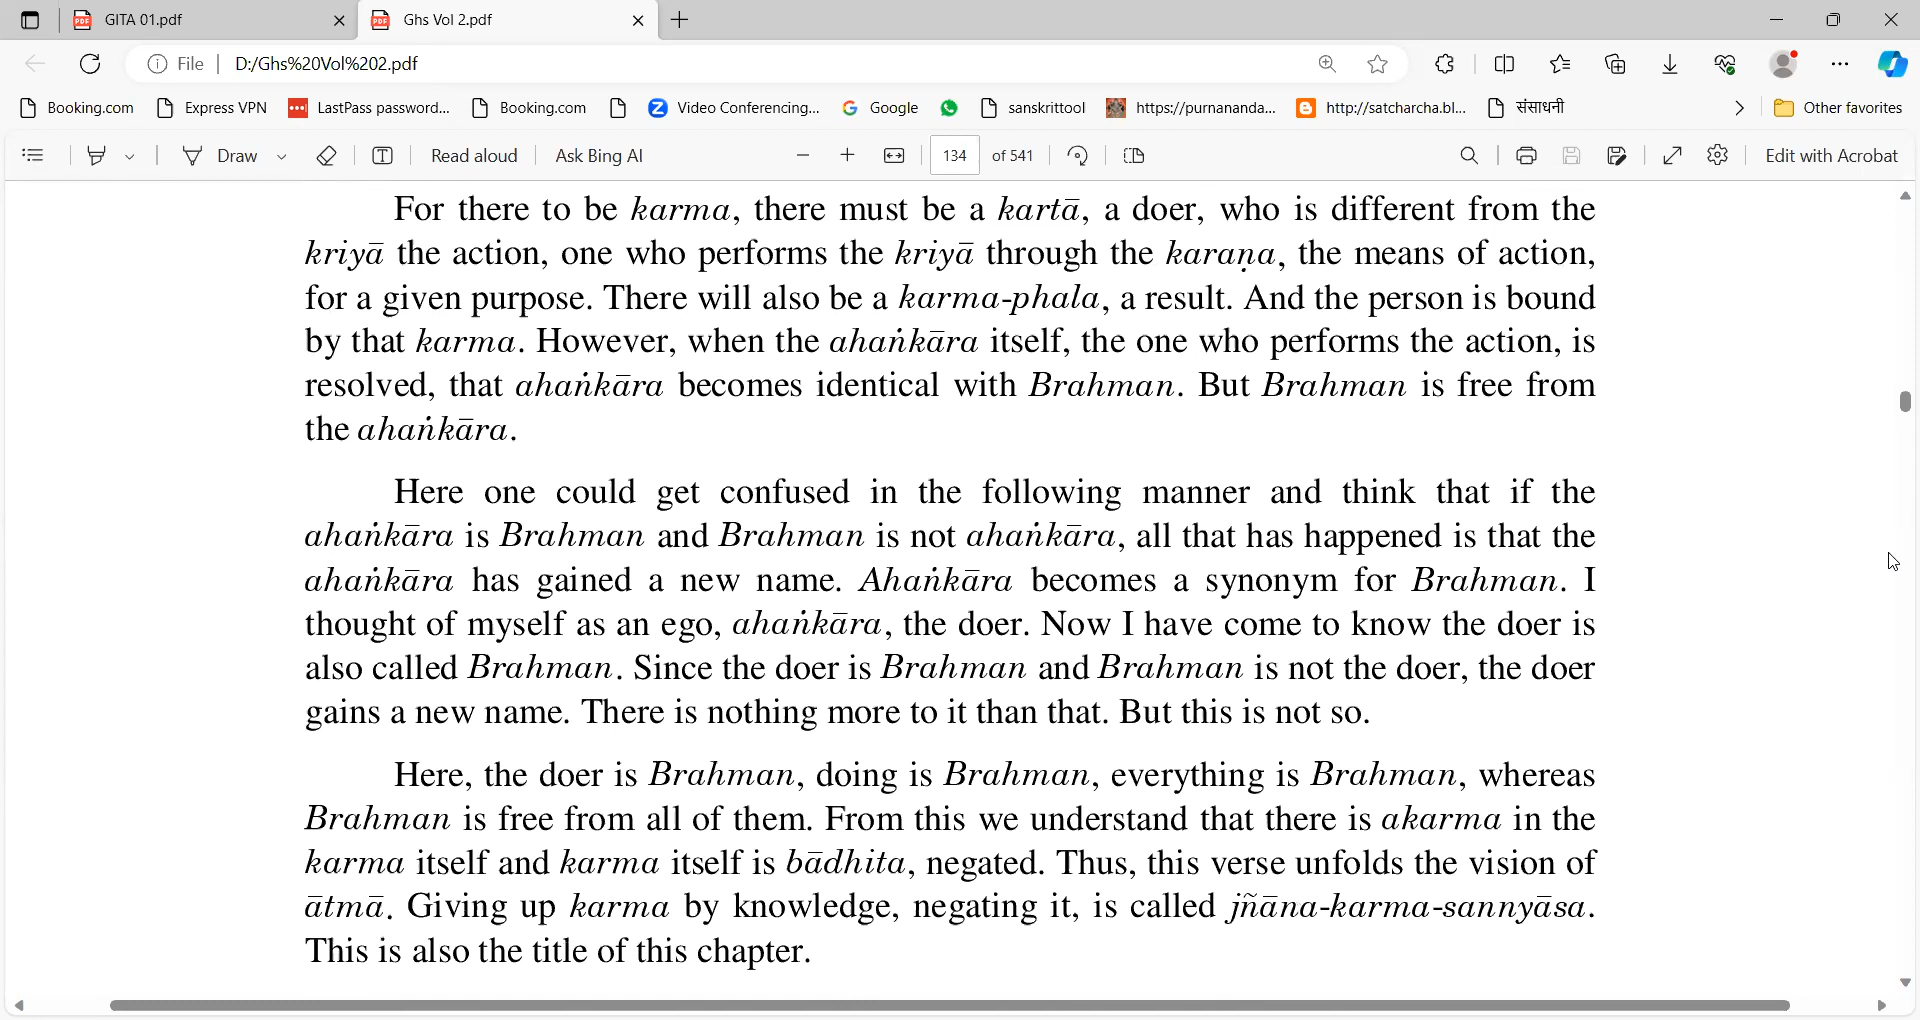 GITA 01.pdf
Ghs Vol 2.pdf
File | D:/Ghs%20Vol%202.pdf
Booking.com Express VPN LastPass password... Booking.com Video Conferencing... Google sanskrittool https://purnananda... http://satcharcha.bl... संसाधनी Other favorites
Draw Read aloud Ask Bing AI 134 of 541 Edit with Acrobat
For there to be karma, there must be a kartā, a doer, who is different from the
kriyā the action, one who performs the kriyā through the karaṇa, the means of action,
for a given purpose. There will also be a karma-phala, a result. And the person is bound
by that karma. However, when the ahaṅkāra itself, the one who performs the action, is
resolved, that ahaṅkāra becomes identical with Brahman. But Brahman is free from
the ahaṅkāra.
Here one could get confused in the following manner and think that if the
ahaṅkāra is Brahman and Brahman is not ahaṅkāra, all that has happened is that the
ahaṅkāra has gained a new name. Ahaṅkāra becomes a synonym for Brahman. I
thought of myself as an ego, ahaṅkāra, the doer. Now I have come to know the doer is
also called Brahman. Since the doer is Brahman and Brahman is not the doer, the doer
gains a new name. There is nothing more to it than that. But this is not so.
Here, the doer is Brahman, doing is Brahman, everything is Brahman, whereas
Brahman is free from all of them. From this we understand that there is akarma in the
karma itself and karma itself is bādhita, negated. Thus, this verse unfolds the vision of
ātmā. Giving up karma by knowledge, negating it, is called jñāna-karma-sannyāsa.
This is also the title of this chapter.